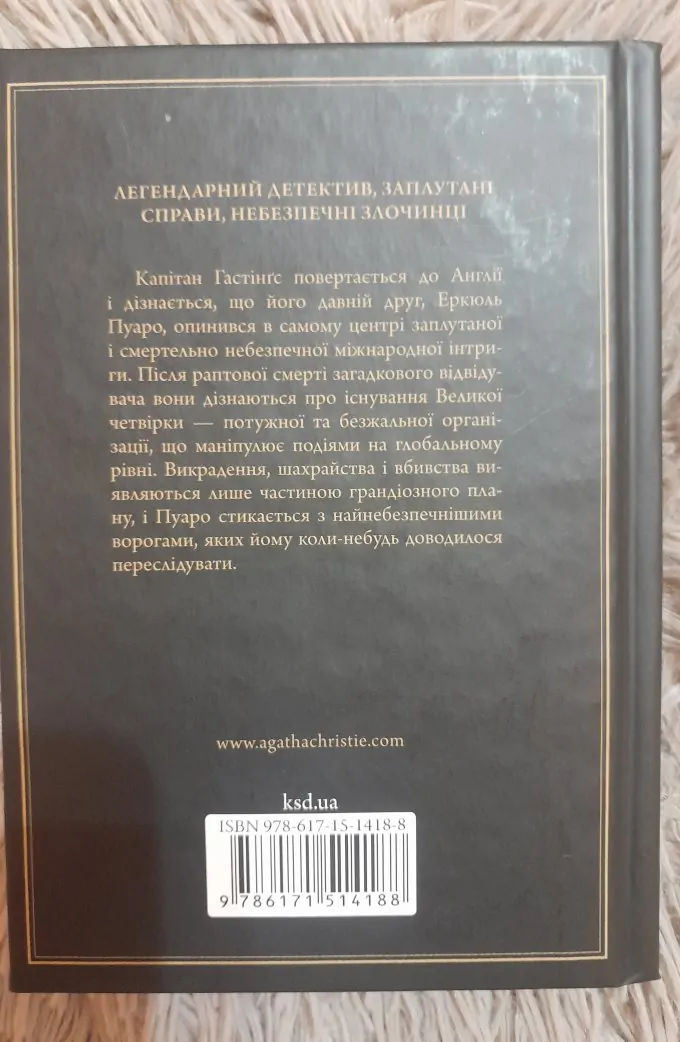 ЛЕГЕНДАРНИЙ ДЕТЕКТИВ, ЗАПЛУТАНІ
СПРАВИ, НЕБЕЗПЕЧНІ ЗЛОЧИНЦІ
Капітан Гастінґс повертається до Англії
і дізнається, що його давній друг, Еркюль
Пуаро, опинився в самому центрі заплутаної
і смертельно небезпечної міжнародної інтри-
ги. Після раптової смерті загадкового відвіду-
вача вони дізнаються про існування Великої
четвірки — потужної та безжальної органі-
зації, що маніпулює подіями на глобальному
рівні. Викрадення, шахрайства і вбивства ви-
являються лише частиною грандіозного пла-
ну, і Пуаро стикається з найнебезпечнішими
ворогами, яких йому коли-небудь доводилося
переслідувати.
www.agathachristie.com
ksd.ua
ISBN 978-617-15-1418-8
9 786171 514188